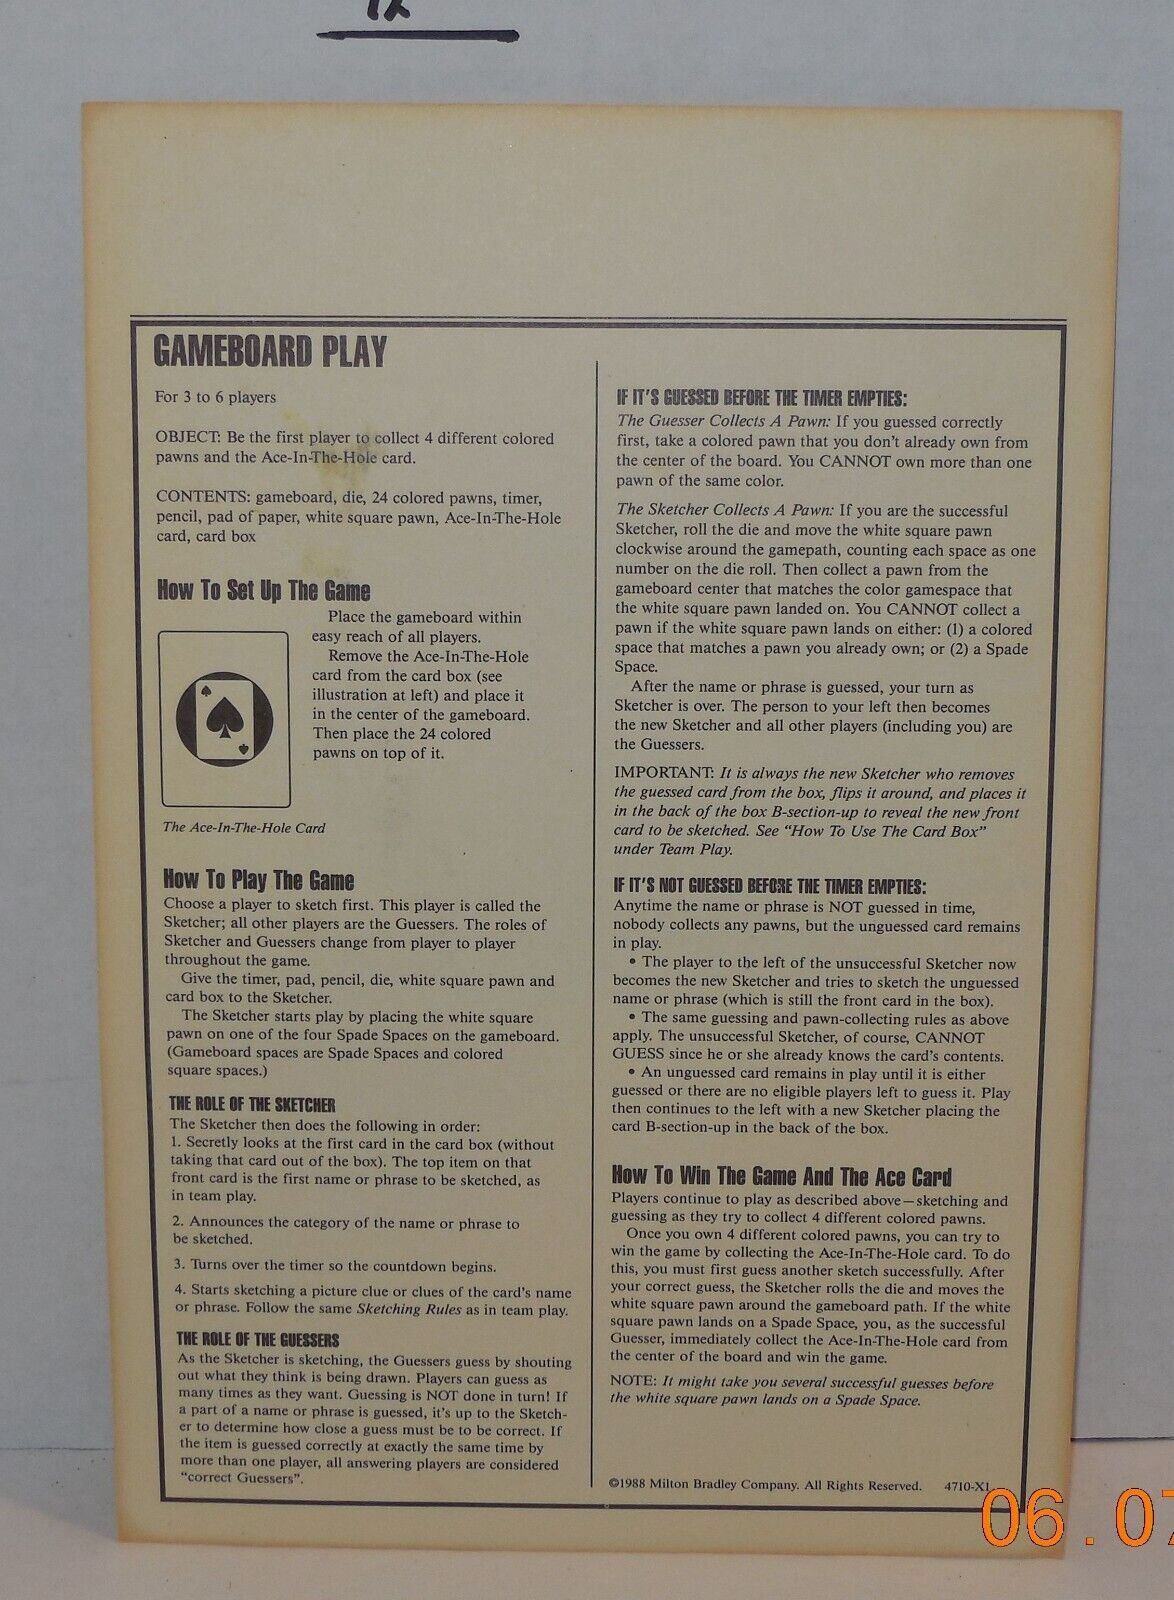 12
GAMEBOARD PLAY
For 3 to 6 players
OBJECT: Be the first player to collect 4 different colored
pawns and the Ace-In-The-Hole card.
CONTENTS: gameboard, die, 24 colored pawns, timer,
pencil, pad of paper, white square pawn, Ace-In-The-Hole
card, card box
How To Set Up The Game
Place the gameboard within
easy reach of all players.
Remove the Ace-In-The-Hole
card from the card box (see
illustration at left) and place it
in the center of the gameboard.
Then place the 24 colored
pawns on top of it.
The Ace-In-The-Hole Card
How To Play The Game
Choose a player to sketch first. This player is called the
Sketcher; all other players are the Guessers. The roles of
Sketcher and Guessers change from player to player
throughout the game.
Give the timer, pad, pencil, die, white square pawn and
card box to the Sketcher.
The Sketcher starts play by placing the white square
pawn on one of the four Spade Spaces on the gameboard.
(Gameboard spaces are Spade Spaces and colored
square spaces.)
THE ROLE OF THE SKETCHER
The Sketcher then does the following in order:
1. Secretly looks at the first card in the card box (without
taking that card out of the box). The top item on that
front card is the first name or phrase to be sketched, as
in team play.
2. Announces the category of the name or phrase to
be sketched.
3. Turns over the timer so the countdown begins.
4. Starts sketching a picture clue or clues of the card's name
or phrase. Follow the same Sketching Rules as in team play.
THE ROLE OF THE GUESSERS
As the Sketcher is sketching, the Guessers guess by shouting
out what they think is being drawn. Players can guess as
many times as they want. Guessing is NOT done in turn! If
a part of a name or phrase is guessed, it's up to the Sketch-
er to determine how close a guess must be to be correct. If
the item is guessed correctly at exactly the same time by
more than one player, all answering players are considered
"correct Guessers".
IF IT'S GUESSED BEFORE THE TIMER EMPTIES:
The Guesser Collects A Pawn: If you guessed correctly
first, take a colored pawn that you don't already own from
the center of the board. You CANNOT own more than one
pawn of the same color.
The Sketcher Collects A Pawn: If you are the successful
Sketcher, roll the die and move the white square pawn
clockwise around the gamepath, counting each space as one
number on the die roll. Then collect a pawn from the
gameboard center that matches the color gamespace that
the white square pawn landed on. You CANNOT collect a
pawn if the white square pawn lands on either: (1) a colored
space that matches a pawn you already own; or (2) a Spade
Space.
After the name or phrase is guessed, your turn as
Sketcher is over. The person to your left then becomes
the new Sketcher and all other players (including you) are
the Guessers.
IMPORTANT: It is always the new Sketcher who removes
the guessed card from the box, flips it around, and places it
in the back of the box B-section-up to reveal the new front
card to be sketched. See "How To Use The Card Box"
under Team Play.
IF IT'S NOT GUESSED BEFORE THE TIMER EMPTIES:
Anytime the name or phrase is NOT guessed in time,
nobody collects any pawns, but the unguessed card remains
in play.
• The player to the left of the unsuccessful Sketcher now
becomes the new Sketcher and tries to sketch the unguessed
name or phrase (which is still the front card in the box).
• The same guessing and pawn-collecting rules as above
apply. The unsuccessful Sketcher, of course, CANNOT
GUESS since he or she already knows the card's contents.
• An unguessed card remains in play until it is either
guessed or there are no eligible players left to guess it. Play
then continues to the left with a new Sketcher placing the
card B-section-up in the back of the box.
How To Win The Game And The Ace Card
Players continue to play as described above—sketching and
guessing as they try to collect 4 different colored pawns.
Once you own 4 different colored pawns, you can try to
win the game by collecting the Ace-In-The-Hole card. To do
this, you must first guess another sketch successfully. After
your correct guess, the Sketcher rolls the die and moves the
white square pawn around the gameboard path. If the white
square pawn lands on a Spade Space, you, as the successful
Guesser, immediately collect the Ace-In-The-Hole card from
the center of the board and win the game.
NOTE: It might take you several successful guesses before
the white square pawn lands on a Spade Space.
©1988 Milton Bradley Company. All Rights Reserved. 4710-X1
06.07